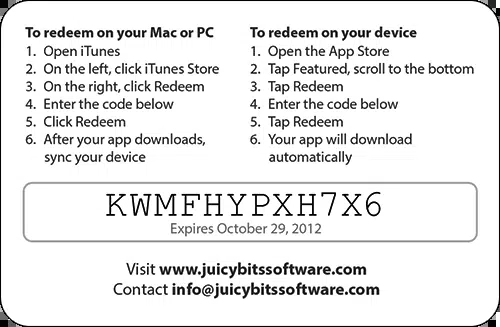 To redeem on your Mac or PC
1. Open iTunes
2. On the left, click iTunes Store
3. On the right, click Redeem
4. Enter the code below
5. Click Redeem
6. After your app downloads,
sync your device
To redeem on your device
1. Open the App Store
2. Tap Featured, scroll to the bottom
3. Tap Redeem
4. Enter the code below
5. Tap Redeem
6. Your app will download
automatically
KWMFHYPXH7X6
Expires October 29, 2012
Visit www.juicybitssoftware.com
Contact info@juicybitssoftware.com